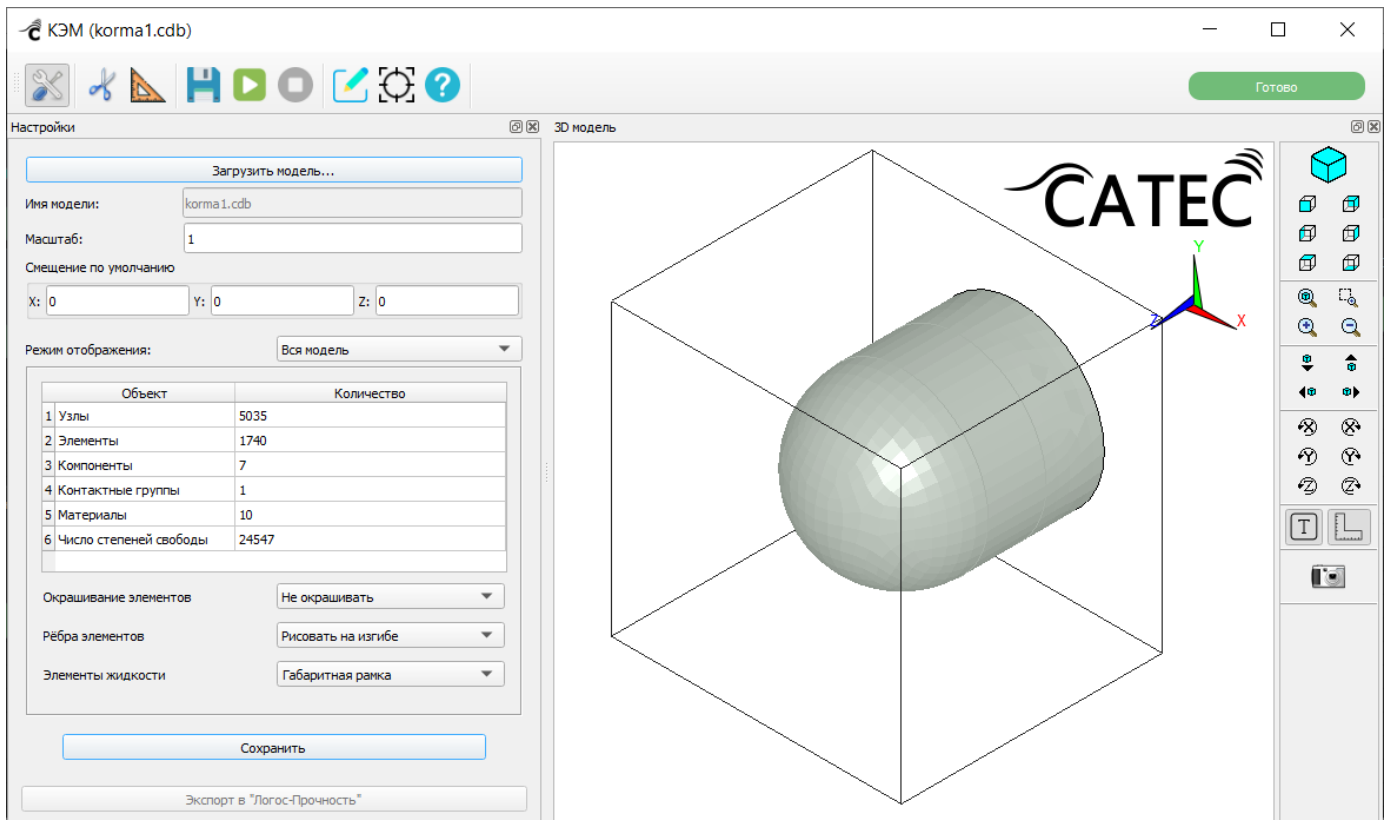 КЭМ (korma1.cdb)
Готово
Настройки
3D модель
Загрузить модель...
CATEC
Имя модели: korma1.cdb
Масштаб: 1
Смещение по умолчанию
X: 0 Y: 0 Z: 0
Y
Z X
Режим отображения: Вся модель
Объект Количество
1 Узлы 5035
2 Элементы 1740
3 Компоненты 7
4 Контактные группы 1
5 Материалы 10
6 Число степеней свободы 24547
X X
Y Y
Z Z
T
Окрашивание элементов Не окрашивать
Рёбра элементов Рисовать на изгибе
Элементы жидкости Габаритная рамка
Сохранить
Экспорт в "Логос-Прочность"